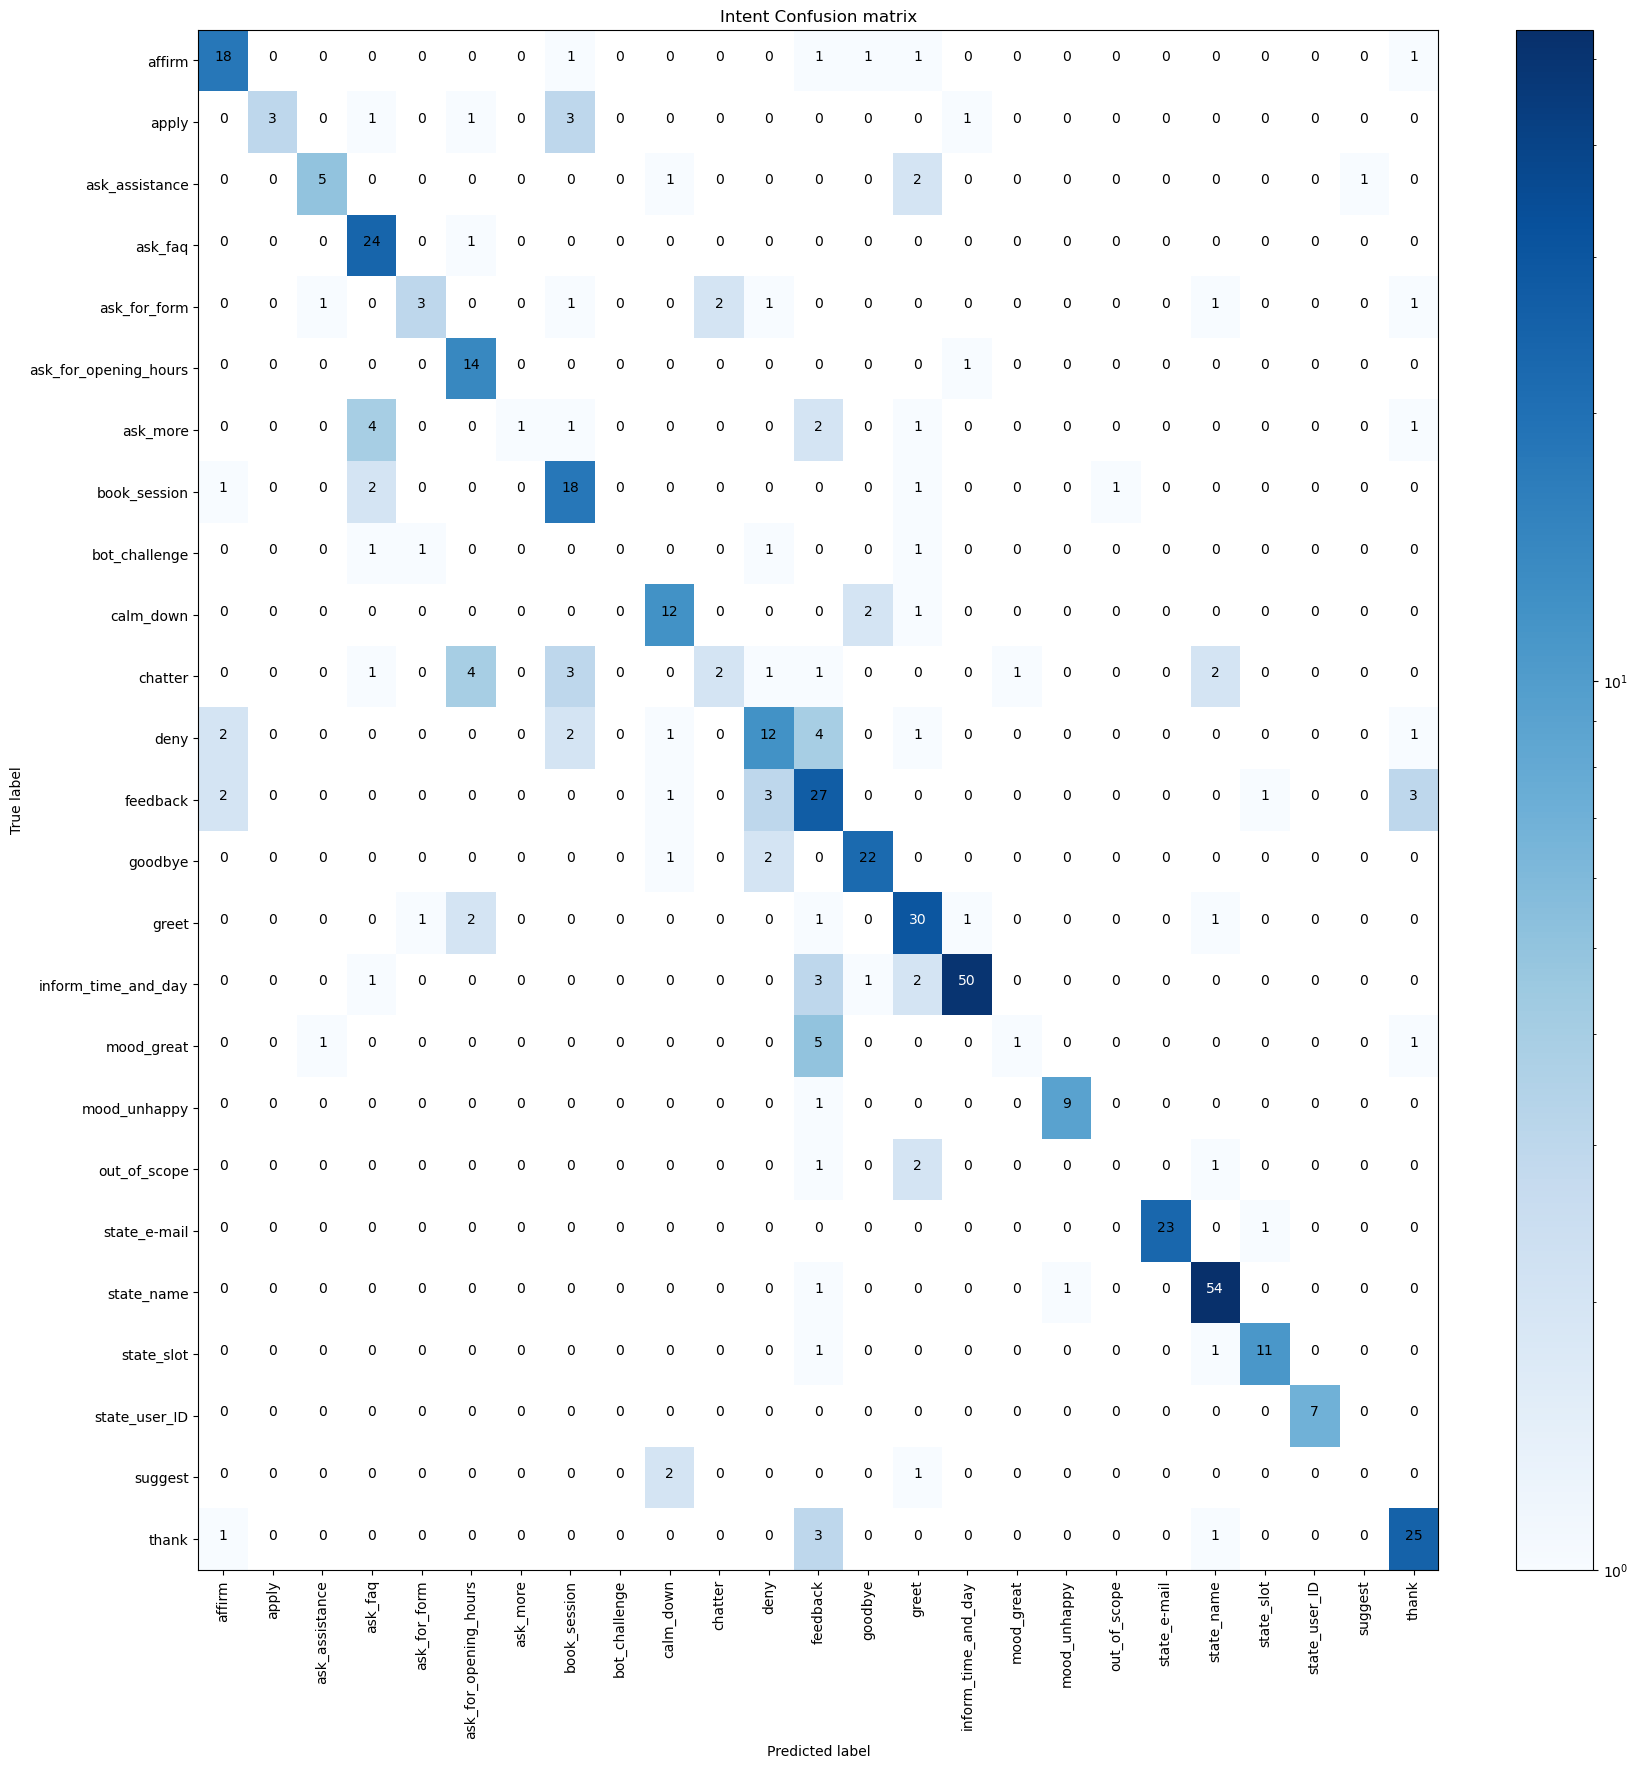 Intent Confusion matrix
affirm 18 0 0 0 0 0 0 1 0 0 0 0 1 1 1 0 0 0 0 0 0 0 0 0 1
apply 0 3 0 1 0 1 0 3 0 0 0 0 0 0 0 1 0 0 0 0 0 0 0 0 0
ask_assistance 0 0 5 0 0 0 0 0 0 1 0 0 0 0 2 0 0 0 0 0 0 0 0 1 0
ask_faq 0 0 0 24 0 1 0 0 0 0 0 0 0 0 0 0 0 0 0 0 0 0 0 0 0
ask_for_form 0 0 1 0 3 0 0 1 0 0 2 1 0 0 0 0 0 0 0 0 1 0 0 0 1
ask_for_opening_hours 0 0 0 0 0 14 0 0 0 0 0 0 0 0 0 1 0 0 0 0 0 0 0 0 0
ask_more 0 0 0 4 0 0 1 1 0 0 0 0 2 0 1 0 0 0 0 0 0 0 0 0 1
book_session 1 0 0 2 0 0 0 18 0 0 0 0 0 0 1 0 0 0 1 0 0 0 0 0 0
bot_challenge 0 0 0 1 1 0 0 0 0 0 0 1 0 0 1 0 0 0 0 0 0 0 0 0 0
calm_down 0 0 0 0 0 0 0 0 0 12 0 0 0 2 1 0 0 0 0 0 0 0 0 0 0
chatter 0 0 0 1 0 4 0 3 0 0 2 1 1 0 0 0 1 0 0 0 2 0 0 0 0
deny 2 0 0 0 0 0 0 2 0 1 0 12 4 0 1 0 0 0 0 0 0 0 0 0 1
feedback 2 0 0 0 0 0 0 0 0 1 0 3 27 0 0 0 0 0 0 0 0 1 0 0 3
goodbye 0 0 0 0 0 0 0 0 0 1 0 2 0 22 0 0 0 0 0 0 0 0 0 0 0
greet 0 0 0 0 1 2 0 0 0 0 0 0 1 0 30 1 0 0 0 0 1 0 0 0 0
inform_time_and_day 0 0 0 1 0 0 0 0 0 0 0 0 3 1 2 50 0 0 0 0 0 0 0 0 0
mood_great 0 0 1 0 0 0 0 0 0 0 0 0 5 0 0 0 1 0 0 0 0 0 0 0 1
mood_unhappy 0 0 0 0 0 0 0 0 0 0 0 0 1 0 0 0 0 9 0 0 0 0 0 0 0
out_of_scope 0 0 0 0 0 0 0 0 0 0 0 0 1 0 2 0 0 0 0 0 1 0 0 0 0
state_e-mail 0 0 0 0 0 0 0 0 0 0 0 0 0 0 0 0 0 0 0 23 0 1 0 0 0
state_name 0 0 0 0 0 0 0 0 0 0 0 0 1 0 0 0 0 1 0 0 54 0 0 0 0
state_slot 0 0 0 0 0 0 0 0 0 0 0 0 1 0 0 0 0 0 0 0 1 11 0 0 0
state_user_ID 0 0 0 0 0 0 0 0 0 0 0 0 0 0 0 0 0 0 0 0 0 0 7 0 0
suggest 0 0 0 0 0 0 0 0 0 2 0 0 0 0 1 0 0 0 0 0 0 0 0 0 0
thank 1 0 0 0 0 0 0 0 0 0 0 0 3 0 0 0 0 0 0 0 1 0 0 0 25
True label
affirm
apply
ask_assistance
ask_faq
ask_for_form
ask_for_opening_hours
ask_more
book_session
bot_challenge
calm_down
chatter
deny
feedback
goodbye
greet
inform_time_and_day
mood_great
mood_unhappy
out_of_scope
state_e-mail
state_name
state_slot
state_user_ID
suggest
thank
Predicted label
10¹
10⁰